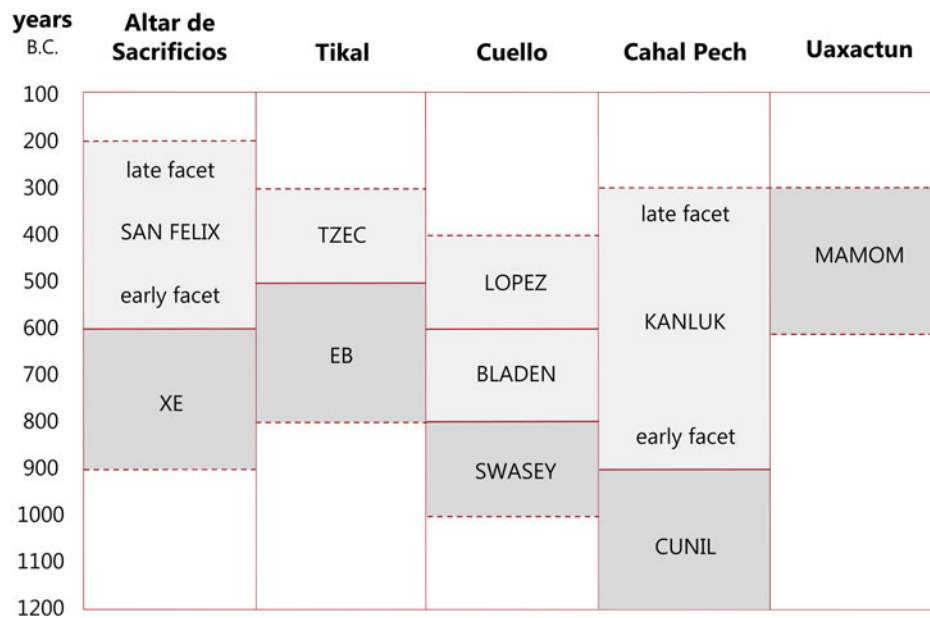 years
B.C.
Altar de
Sacrificios
Tikal
Cuello
Cahal Pech
Uaxactun
100
200
300
400
500
600
700
800
900
1000
1100
1200
late facet
SAN FELIX
early facet
XE
TZEC
EB
LOPEZ
BLADEN
SWASEY
late facet
KANLUK
early facet
CUNIL
MAMOM